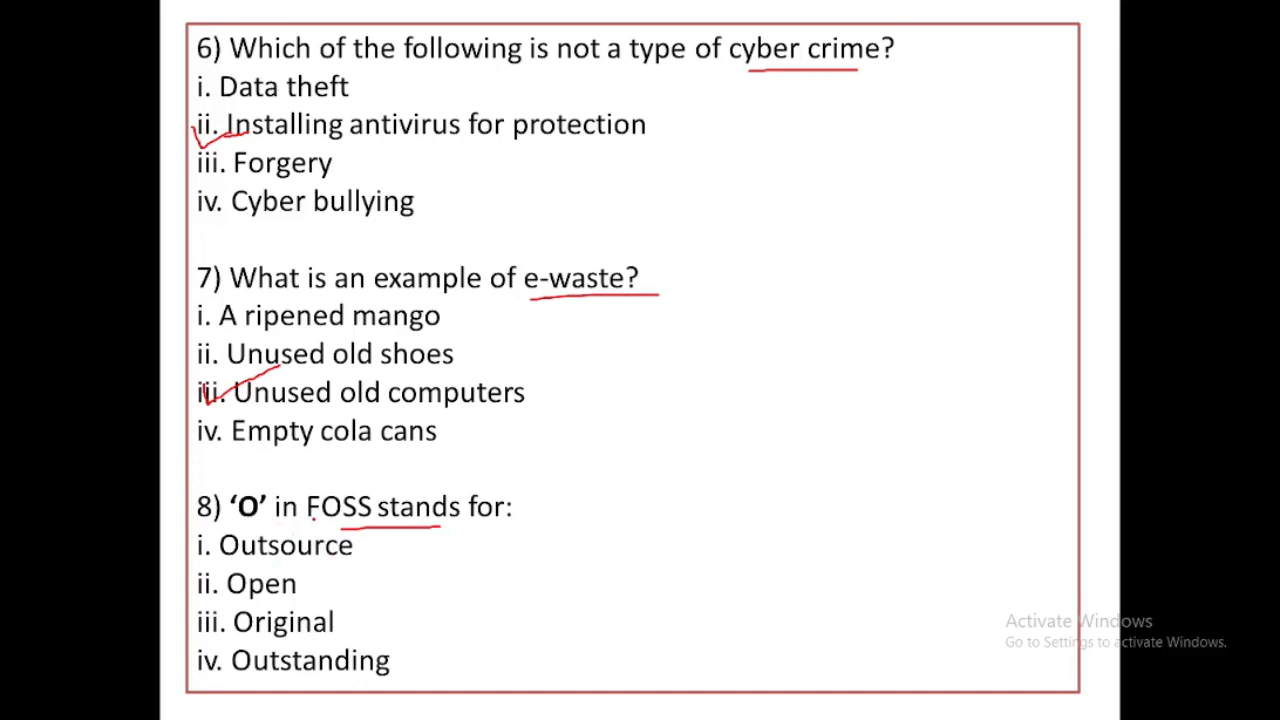 6) Which of the following is not a type of cyber crime?
i. Data theft
ii. Installing antivirus for protection
iii. Forgery
iv. Cyber bullying
7) What is an example of e-waste?
i. A ripened mango
ii. Unused old shoes
iii. Unused old computers
iv. Empty cola cans
8) ‘O’ in FOSS stands for:
i. Outsource
ii. Open
iii. Original
iv. Outstanding
Activate Windows
Go to Settings to activate Windows.